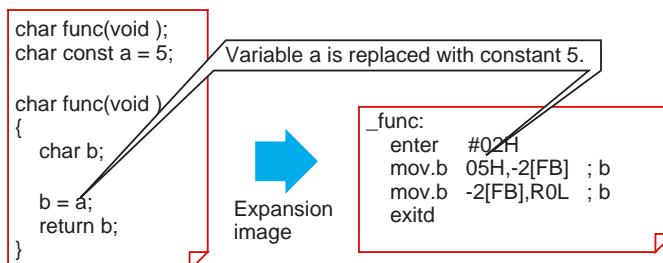 char func(void );
char const a = 5;
Variable a is replaced with constant 5.
char func(void )
{
char b;
b = a;
return b;
}
Expansion
image
_func:
enter #02H
mov.b 05H,-2[FB] ; b
mov.b -2[FB],R0L ; b
exitd